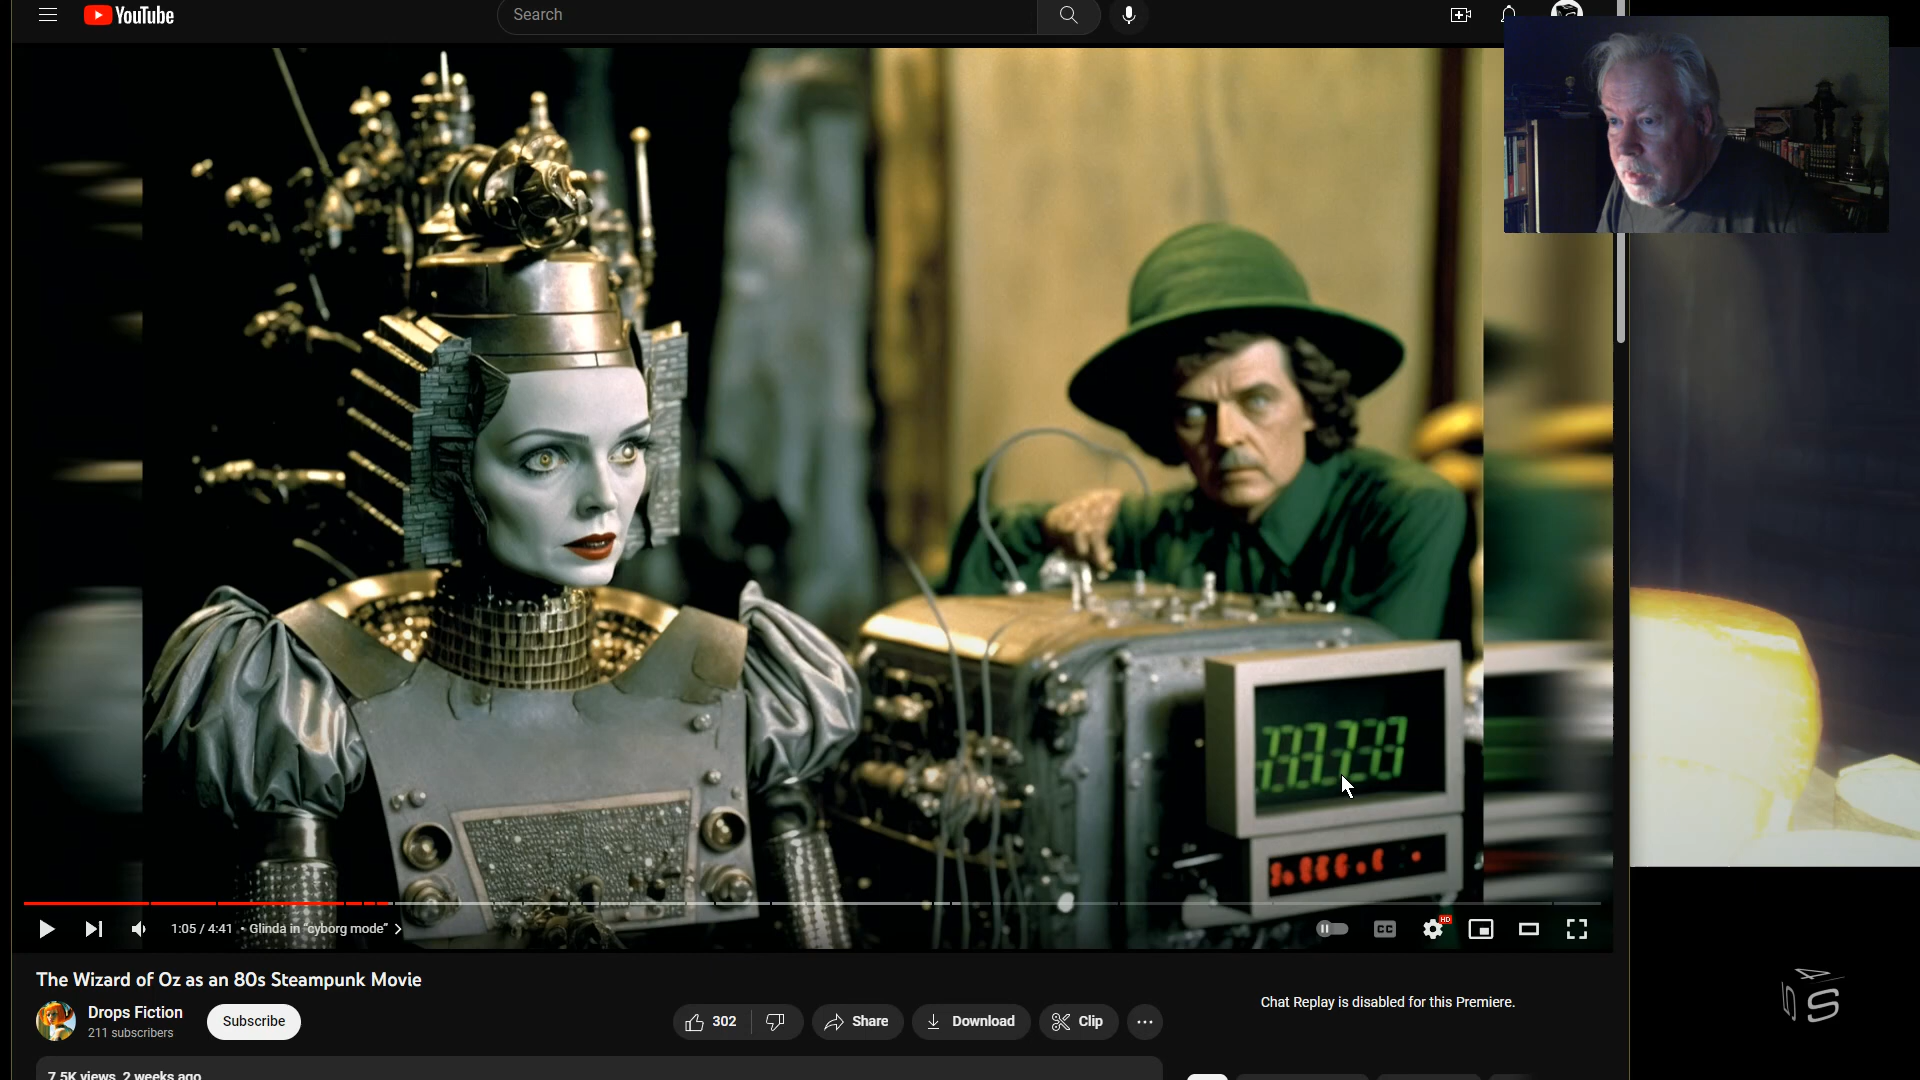 YouTube
Search
1:05 / 4:41 • Glinda in "cyborg mode"
CC
HD
The Wizard of Oz as an 80s Steampunk Movie
Drops Fiction
211 subscribers
Subscribe
302
Share
Download
Clip
Chat Replay is disabled for this Premiere.
7.5K views 2 weeks ago